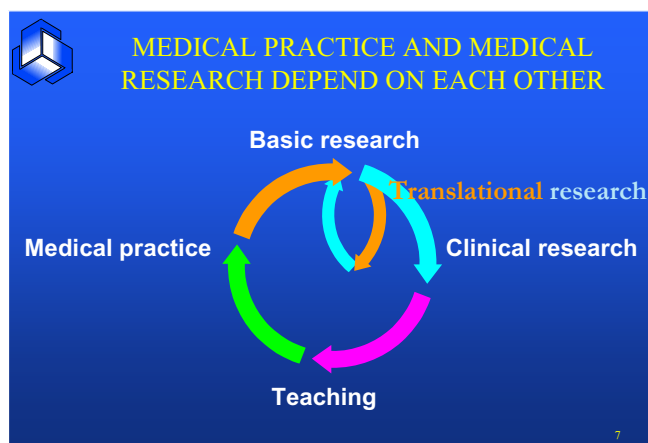 MEDICAL PRACTICE AND MEDICAL
RESEARCH DEPEND ON EACH OTHER
Basic research
Translational research
Medical practice
Clinical research
Teaching
7